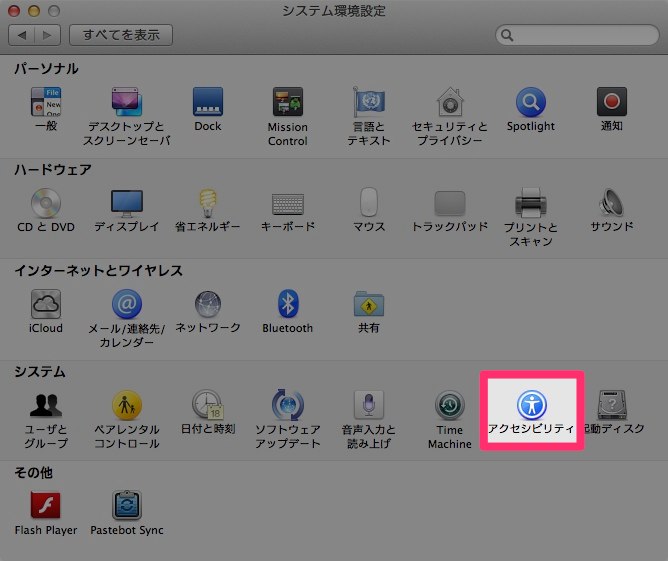 システム環境設定
すべてを表示
パーソナル
一般
デスクトップと
スクリーンセーバ
Dock
Mission
Control
言語と
テキスト
セキュリティと
プライバシー
Spotlight
通知
ハードウェア
CD と DVD
ディスプレイ
省エネルギー
キーボード
マウス
トラックパッド
プリントと
スキャン
サウンド
インターネットとワイヤレス
iCloud
メール/連絡先/
カレンダー
ネットワーク
Bluetooth
共有
システム
ユーザと
グループ
ペアレンタル
コントロール
18
日付と時刻
ソフトウェア
アップデート
音声入力と
読み上げ
Time
Machine
アクセシビリティ
起動ディスク
その他
Flash Player
Pastebot Sync